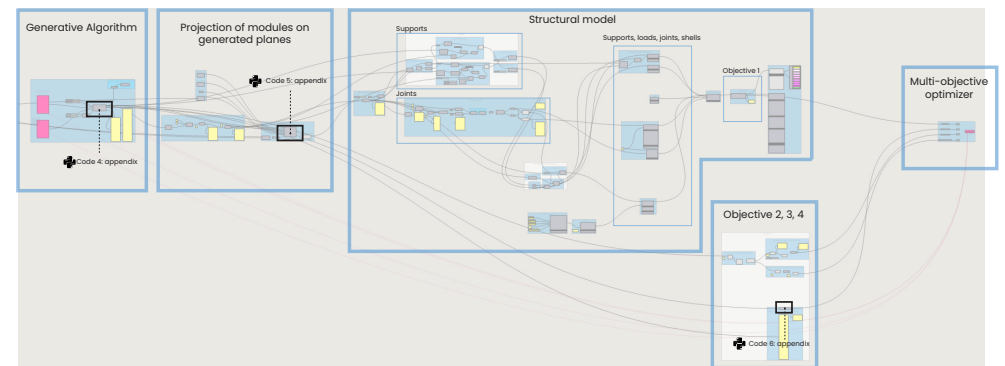 Generative Algorithm
Code 4: appendix
Projection of modules on
generated planes
Code 5: appendix
Structural model
Supports
Joints
Supports, loads, joints, shells
Objective 1
Objective 2, 3, 4
Code 6: appendix
Multi-objective
optimizer